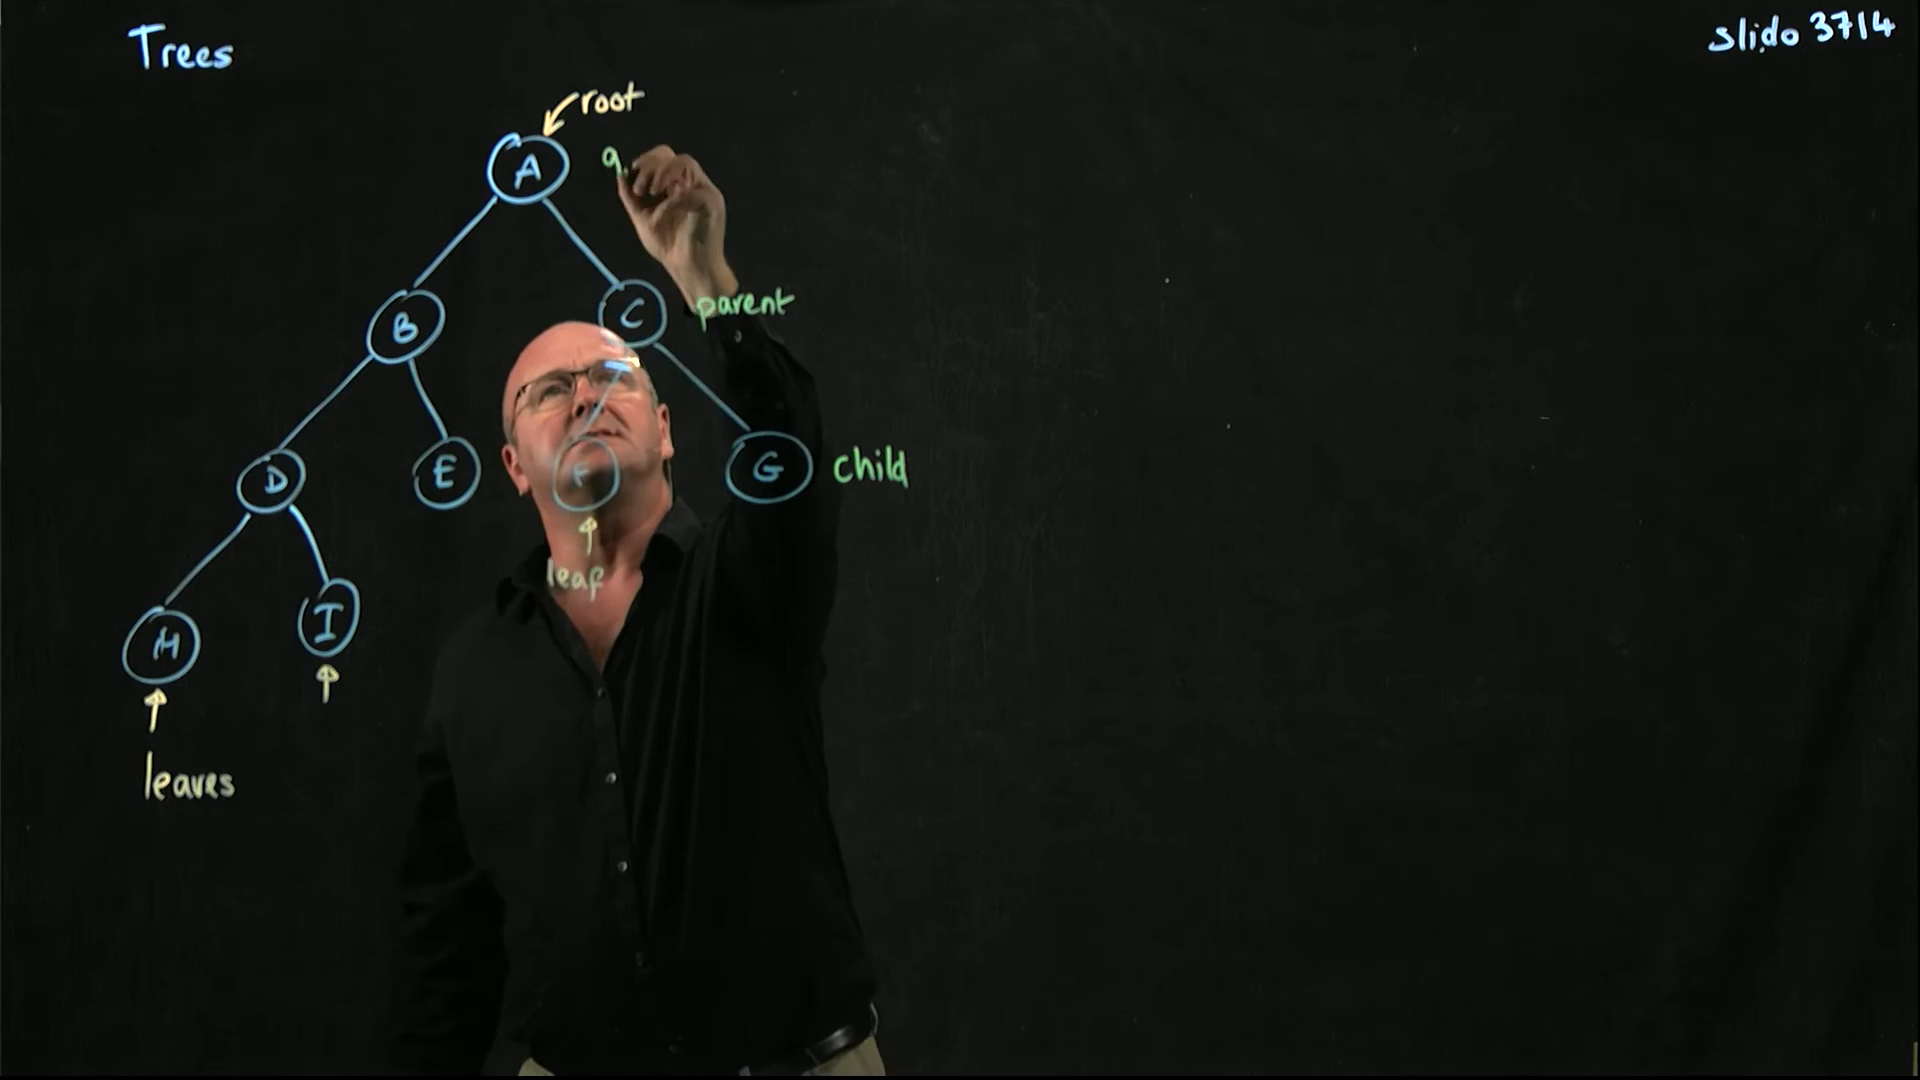 Trees
slido 3714
root
A
g
B
C
parent
D
E
F
G
child
leaf
H
I
leaves